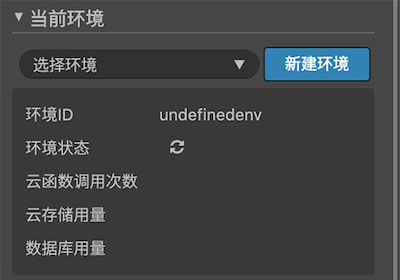 当前环境
选择环境 新建环境
环境ID undefinedenv
环境状态
云函数调用次数
云存储用量
数据库用量